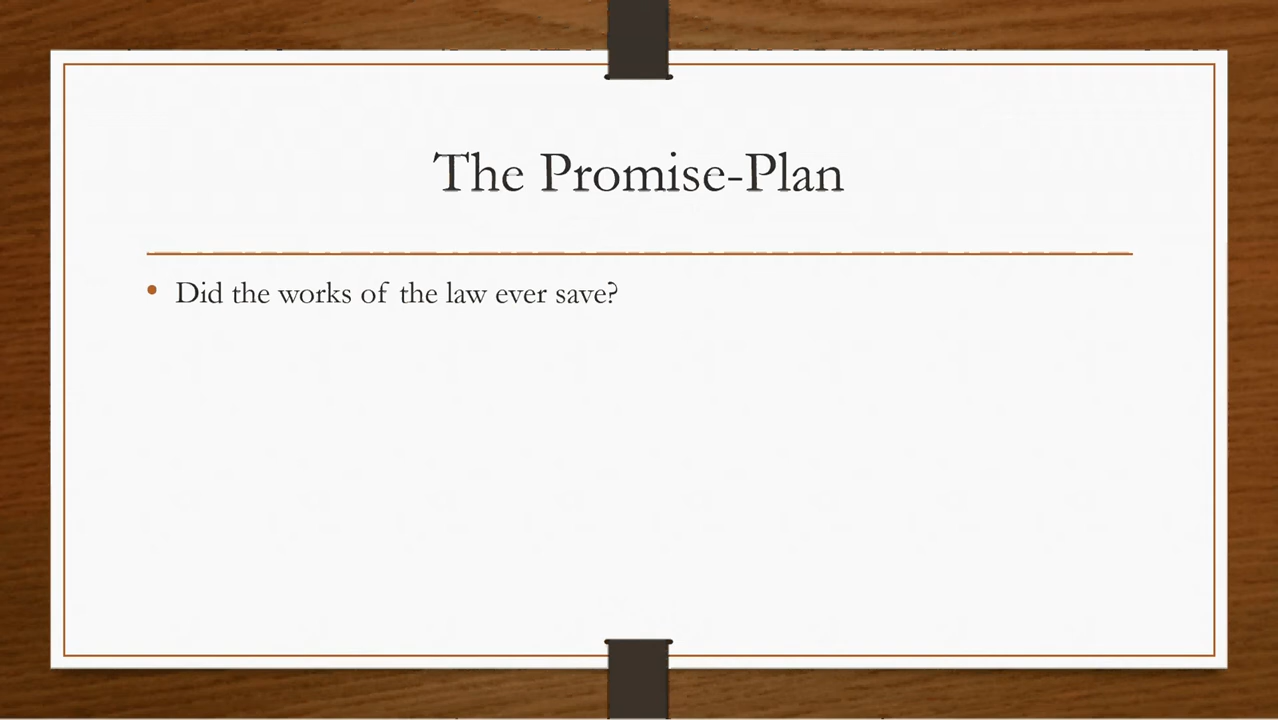 The Promise-Plan
Did the works of the law ever save?